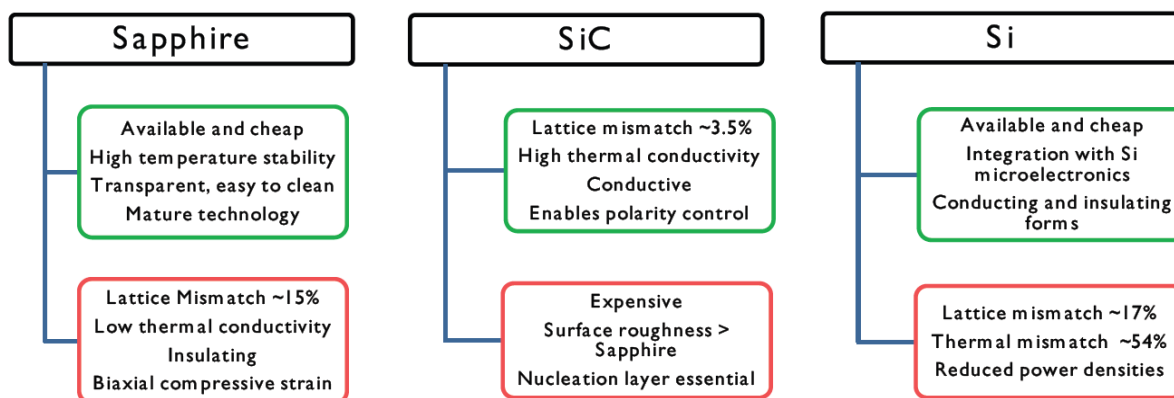 Sapphire
Available and cheap
High temperature stability
Transparent, easy to clean
Mature technology
Lattice Mismatch ~15%
Low thermal conductivity
Insulating
Biaxial compressive strain
SiC
Lattice mismatch ~3.5%
High thermal conductivity
Conductive
Enables polarity control
Expensive
Surface roughness >
Sapphire
Nucleation layer essential
Si
Available and cheap
Integration with Si
microelectronics
Conducting and insulating
forms
Lattice mismatch ~17%
Thermal mismatch ~54%
Reduced power densities